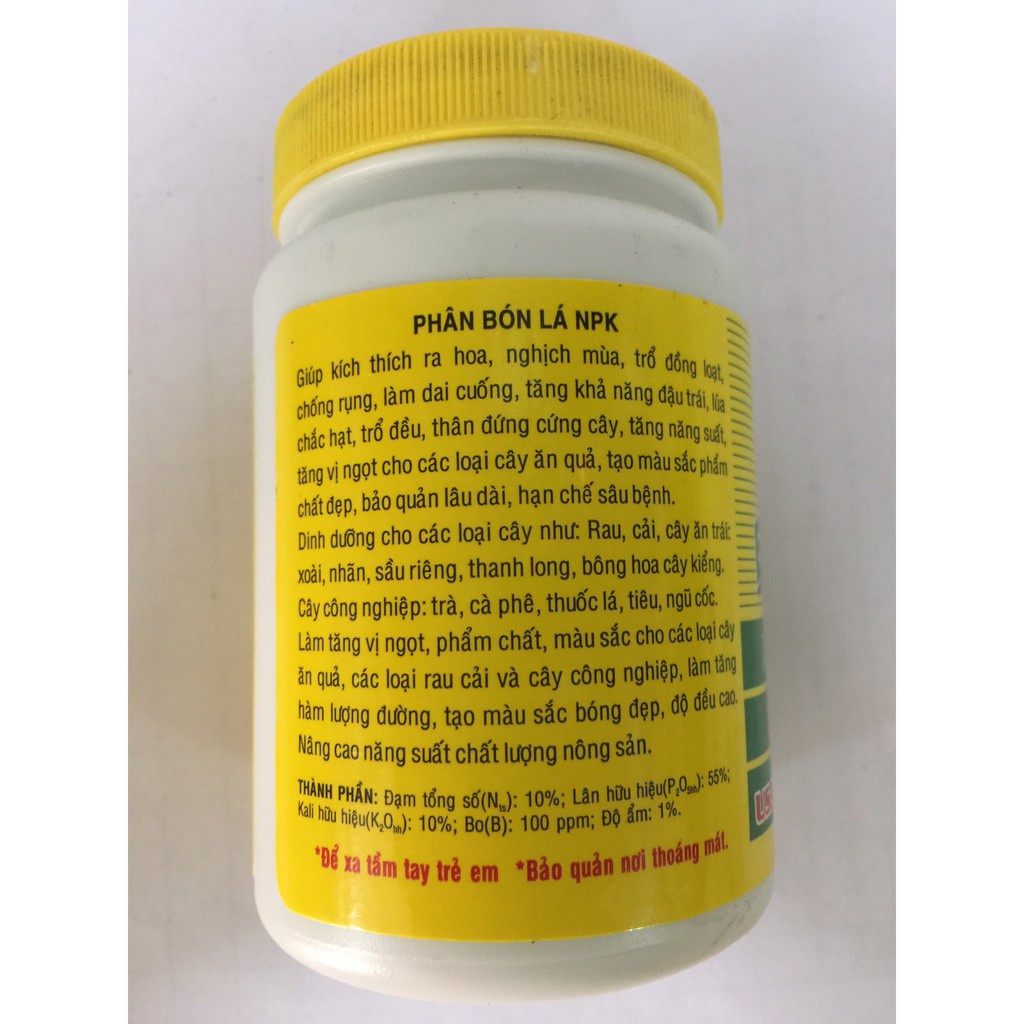 PHÂN BÓN LÁ NPK
Giúp kích thích ra hoa, nghịch mùa, trổ đồng loạt,
chống rụng, làm dai cuống, tăng khả năng đậu trái, lúa
chắc hạt, trổ đều, thân đứng cứng cây, tăng năng suất,
tăng vị ngọt cho các loại cây ăn quả, tạo màu sắc phẩm
chất đẹp, bảo quản lâu dài, hạn chế sâu bệnh.
Dinh dưỡng cho các loại cây như: Rau, cải, cây ăn trái:
xoài, nhãn, sầu riêng, thanh long, bông hoa cây kiểng.
Cây công nghiệp: trà, cà phê, thuốc lá, tiêu, ngũ cốc.
Làm tăng vị ngọt, phẩm chất, màu sắc cho các loại cây
ăn quả, các loại rau cải và cây công nghiệp, làm tăng
hàm lượng đường, tạo màu sắc bóng đẹp, độ đều cao.
Nâng cao năng suất chất lượng nông sản.
THÀNH PHẦN: Đạm tổng số(Nts): 10%; Lân hữu hiệu(P2O5hh): 55%;
Kali hữu hiệu(K2Ohh): 10%; Bo(B): 100 ppm; Độ ẩm: 1%.
*Để xa tầm tay trẻ em *Bảo quản nơi thoáng mát.